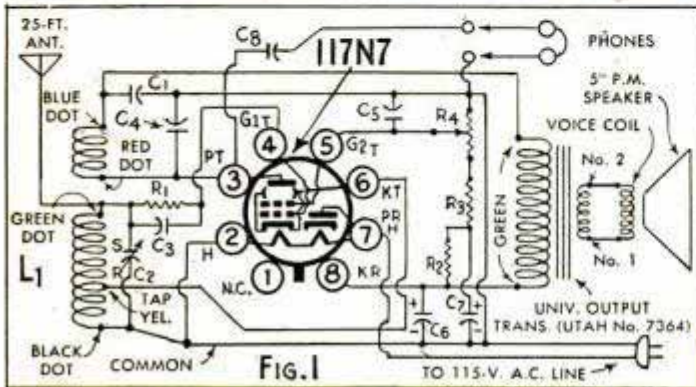 25-FT.
ANT.
C8
117N7
PHONES
5" P.M.
SPEAKER
VOICE COIL
C1
BLUE
DOT
C4
RED
DOT
G1T
4
C5
5
G2T
R4
PT
3
6
KT
No. 2
GREEN
DOT
R1
C3
2
H
7
PR
H
R3
GREEN
S
R
C2
L1
TAP
YEL.
N.C.
1
8
KR
R2
No. 1
C6
C7
UNIV. OUTPUT
TRANS. (UTAH No. 7364)
BLACK
DOT
COMMON
FIG. 1
TO 115-V. A.C. LINE